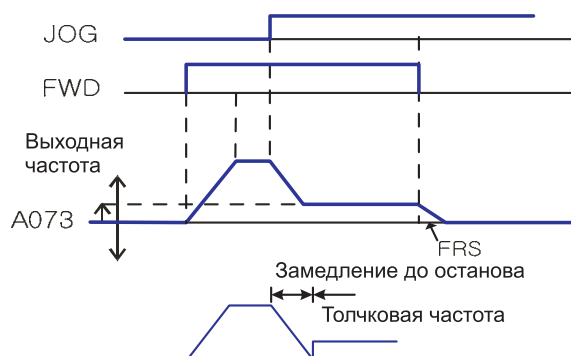 JOG
FWD
Выходная
частота
A073
FRS
Замедление до останова
Толчковая частота